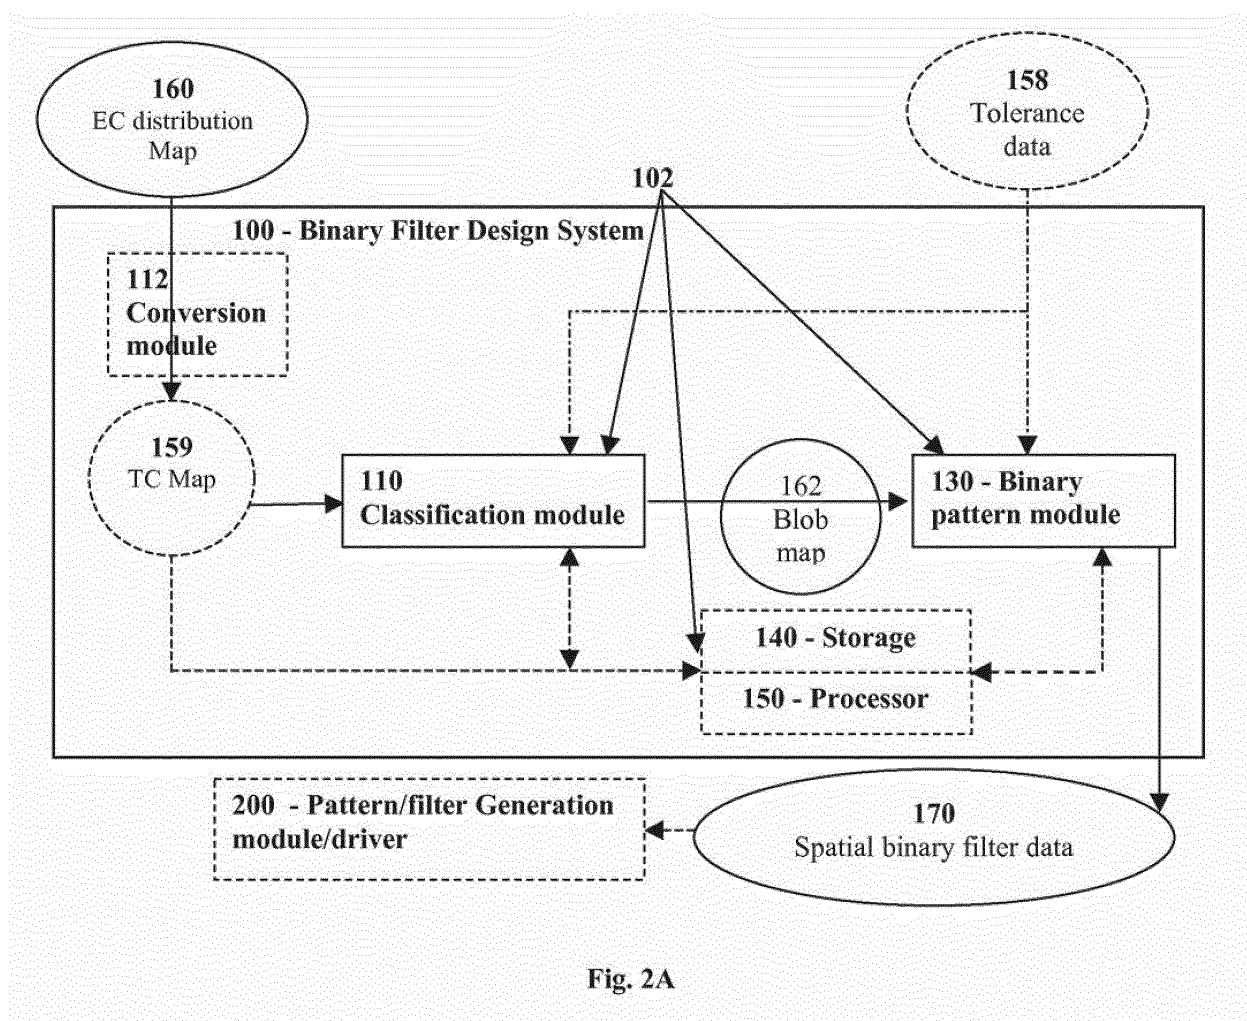 160
EC distribution
Map
158
Tolerance
data
102
100 - Binary Filter Design System
112
Conversion
module
159
TC Map
110
Classification module
162
Blob
map
130 - Binary
pattern module
140 - Storage
150 - Processor
200 - Pattern/filter Generation
module/driver
170
Spatial binary filter data
Fig. 2A